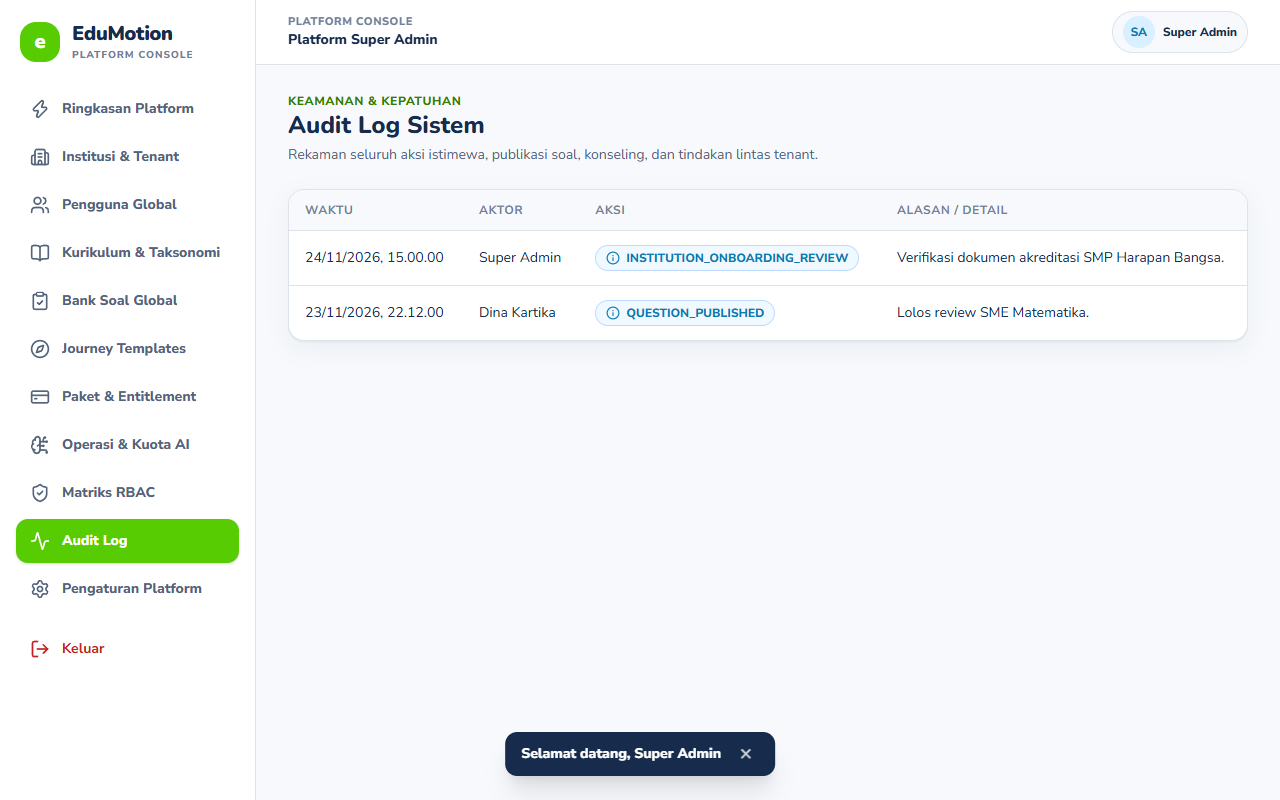 e
EduMotion
PLATFORM CONSOLE
Ringkasan Platform
Institusi & Tenant
Pengguna Global
Kurikulum & Taksonomi
Bank Soal Global
Journey Templates
Paket & Entitlement
Operasi & Kuota AI
Matriks RBAC
Audit Log
Pengaturan Platform
Keluar
PLATFORM CONSOLE
Platform Super Admin
SA Super Admin
KEAMANAN & KEPATUHAN
Audit Log Sistem
Rekaman seluruh aksi istimewa, publikasi soal, konseling, dan tindakan lintas tenant.
WAKTU AKTOR AKSI ALASAN / DETAIL
24/11/2026, 15.00.00 Super Admin INSTITUTION_ONBOARDING_REVIEW Verifikasi dokumen akreditasi SMP Harapan Bangsa.
23/11/2026, 22.12.00 Dina Kartika QUESTION_PUBLISHED Lolos review SME Matematika.
Selamat datang, Super Admin